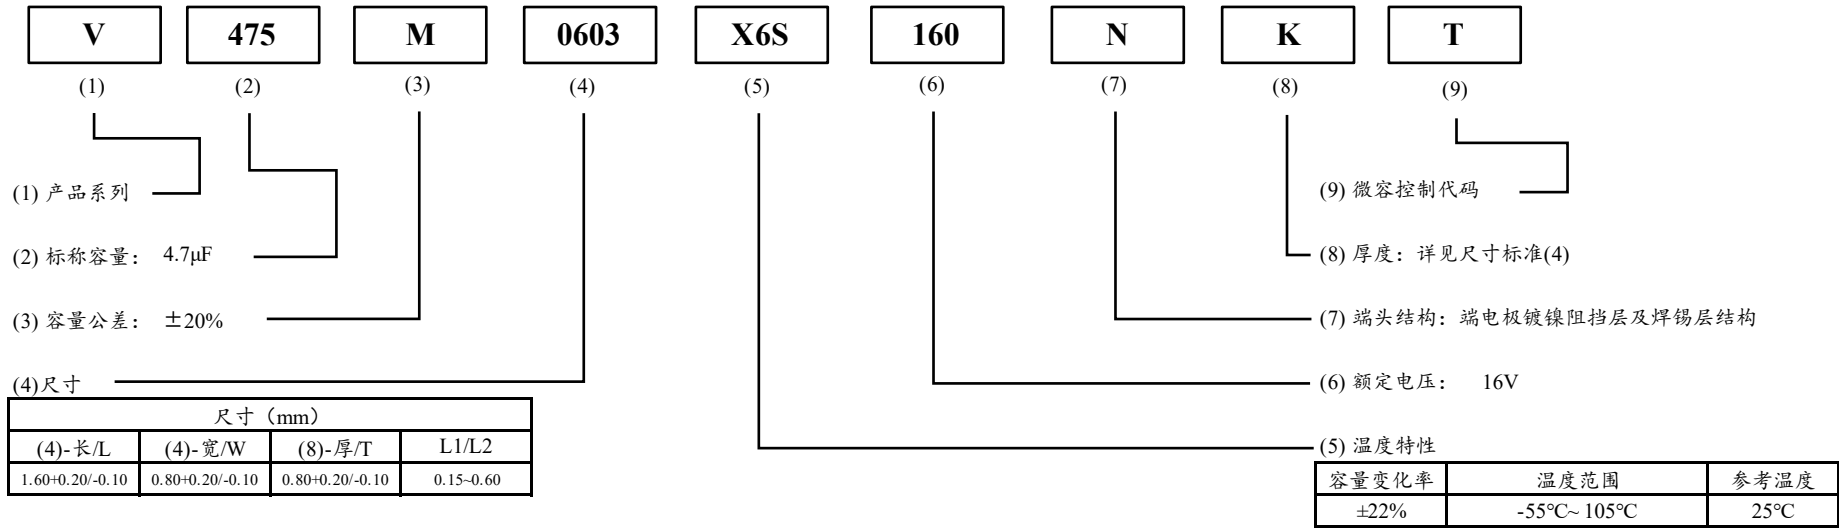 V 475 M 0603 X6S 160 N K T
(1) (2) (3) (4) (5) (6) (7) (8) (9)
(1) 产品系列
(2) 标称容量： 4.7μF
(3) 容量公差： ±20%
(4)尺寸
尺寸（mm）
(4)-长/L (4)-宽/W (8)-厚/T L1/L2
1.60+0.20/-0.10 0.80+0.20/-0.10 0.80+0.20/-0.10 0.15~0.60
(9) 微容控制代码
(8) 厚度：详见尺寸标准(4)
(7) 端头结构：端电极镀镍阻挡层及焊锡层结构
(6) 额定电压： 16V
(5) 温度特性
容量变化率 温度范围 参考温度
±22% -55°C~ 105°C 25°C